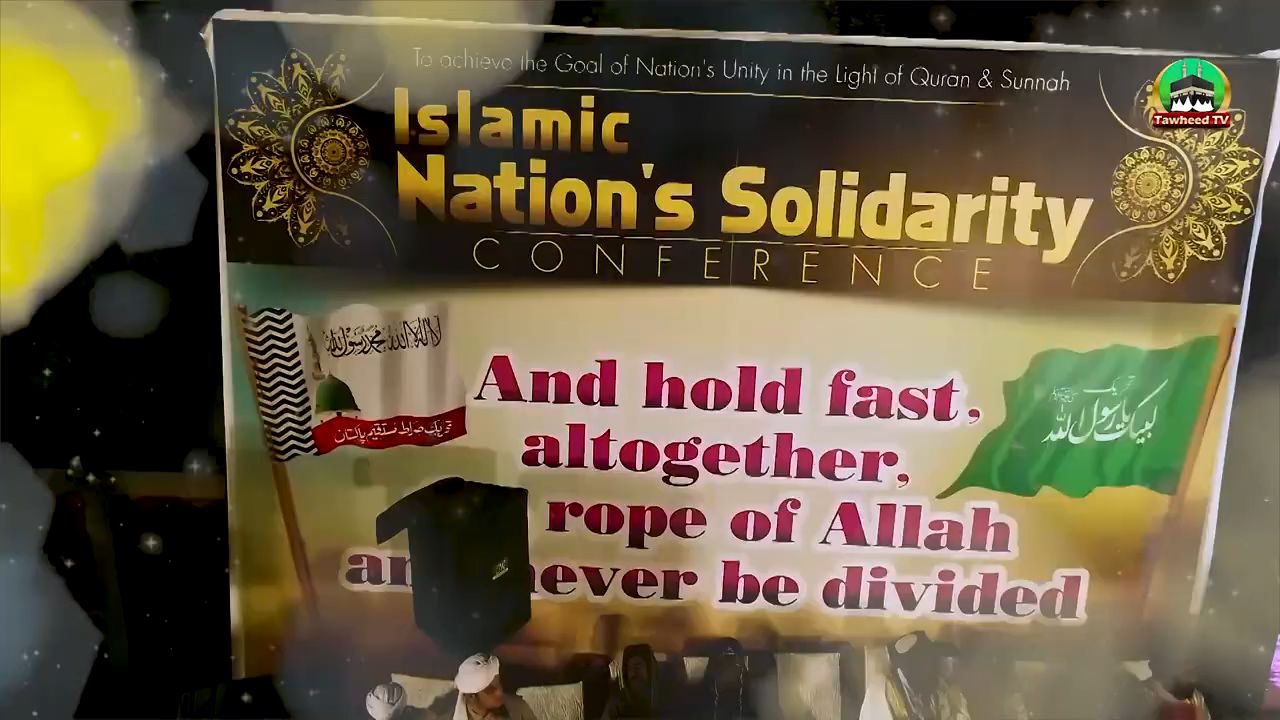 To achieve the Goal of Nation's Unity in the Light of Quran & Sunnah
Tawheed TV
Islamic
Nation's Solidarity
CONFERENCE
لا اله الا الله محمد رسول الله
تحریک صراط مستقیم پاکستان
And hold fast,
altogether,
rope of Allah
never be divided
تحریک
لبیک یا رسول اللہ